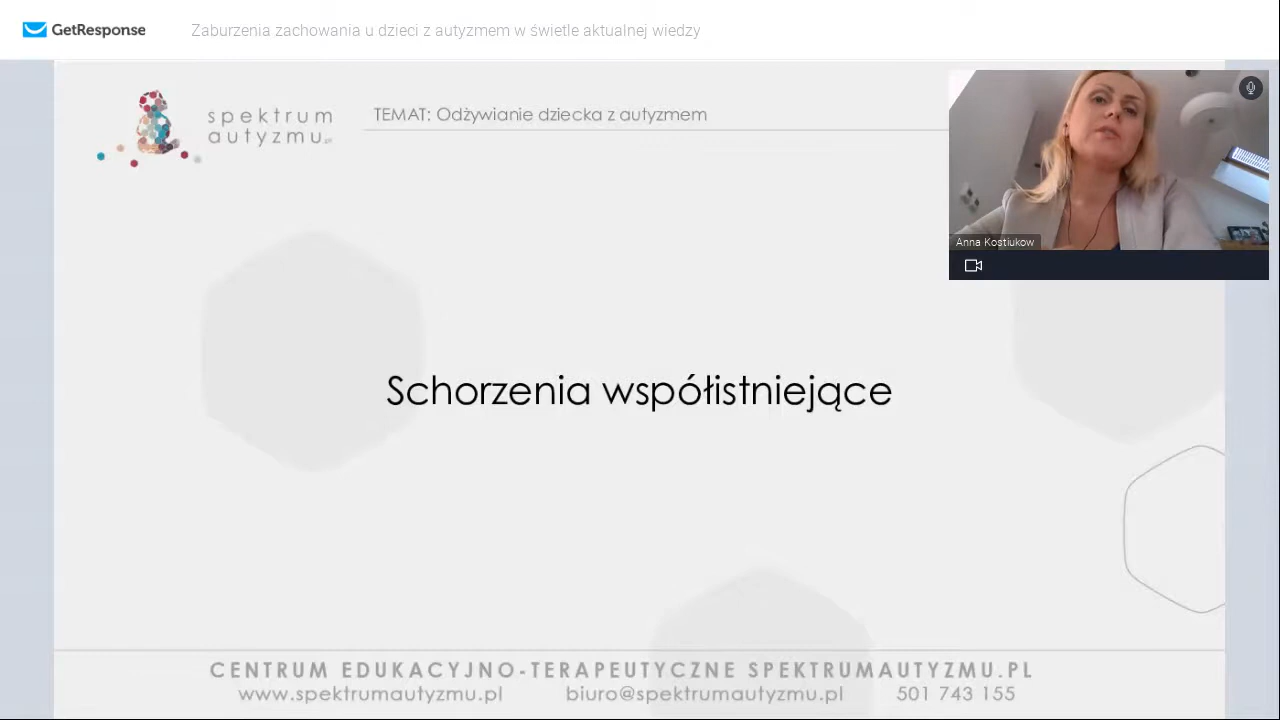 GetResponse
Zaburzenia zachowania u dzieci z autyzmem w świetle aktualnej wiedzy
spektrum
autyzmu.pl
TEMAT: Odżywianie dziecka z autyzmem
Anna Kostiukow
Schorzenia współistniejące
CENTRUM EDUKACYJNO-TERAPEUTYCZNE SPEKTRUMAUTYZMU.PL
www.spektrumautyzmu.pl biuro@spektrumautyzmu.pl 501 743 155